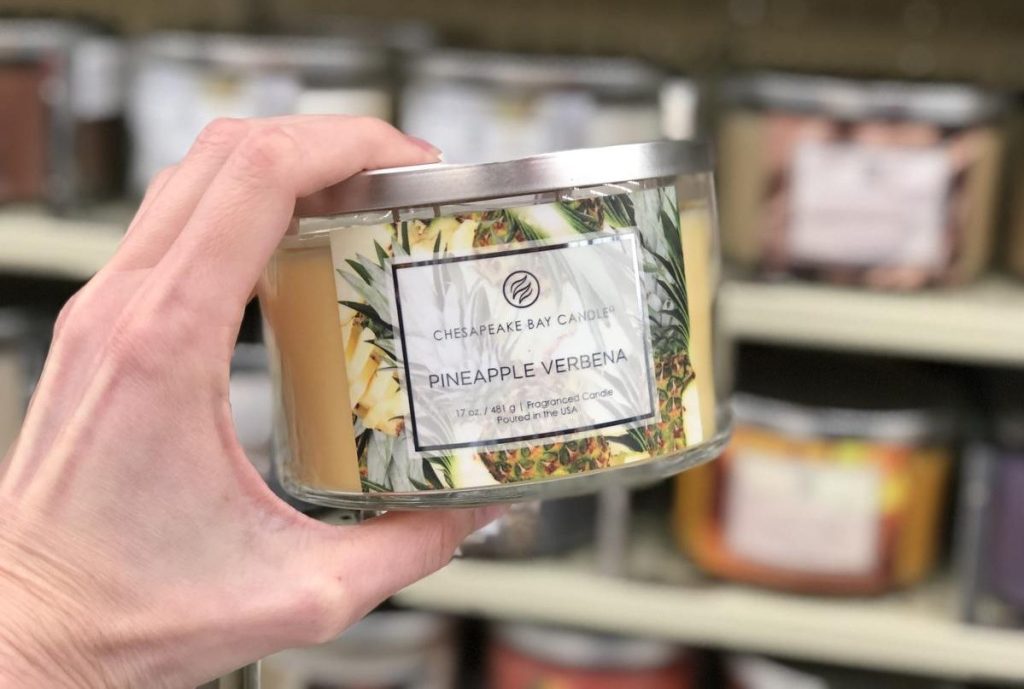 CHESAPEAKE BAY CANDLE®
PINEAPPLE VERBENA
17 oz. / 481 g | Fragranced Candle
Poured in the USA